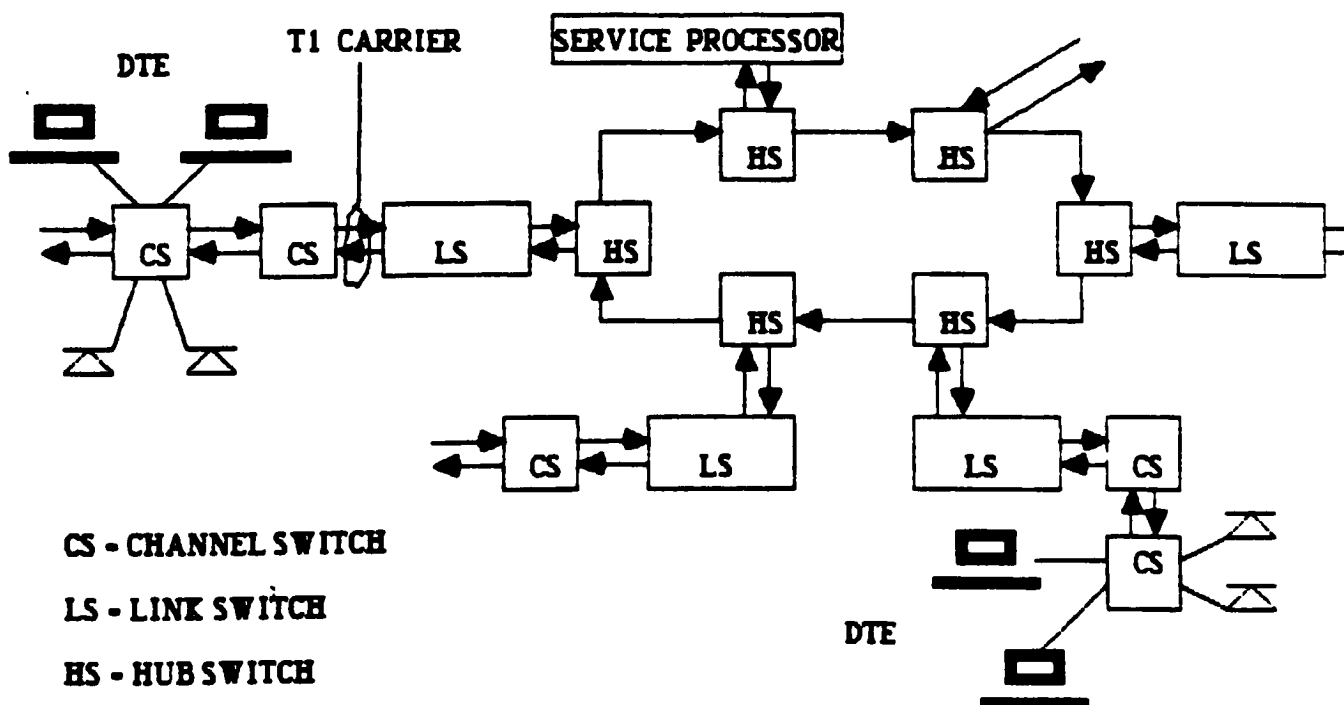 T1 CARRIER
SERVICE PROCESSOR
DTE
HS
HS
CS
CS
LS
HS
HS
LS
HS
HS
CS
LS
LS
CS
CS
CS - CHANNEL SWITCH
LS - LINK SWITCH
HS - HUB SWITCH
DTE